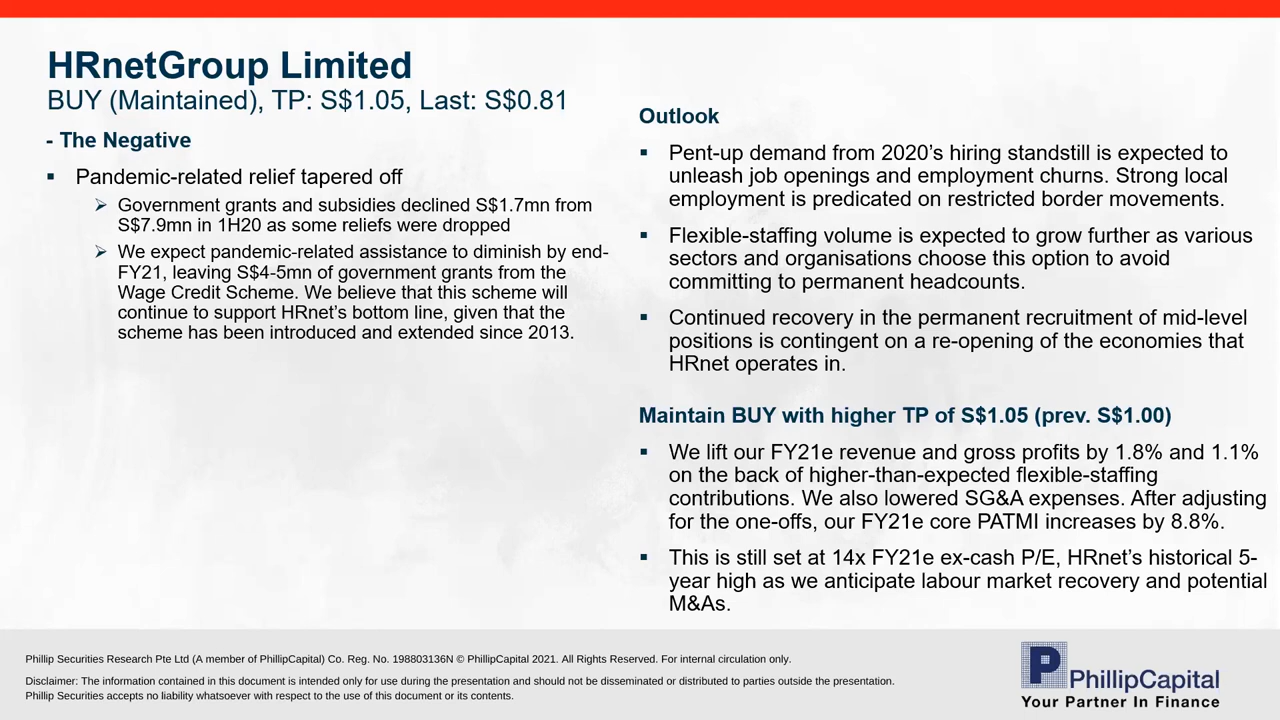 HRnetGroup Limited
BUY (Maintained), TP: S$1.05, Last: S$0.81
- The Negative
▪ Pandemic-related relief tapered off
➢ Government grants and subsidies declined S$1.7mn from
S$7.9mn in 1H20 as some reliefs were dropped
➢ We expect pandemic-related assistance to diminish by end-
FY21, leaving S$4-5mn of government grants from the
Wage Credit Scheme. We believe that this scheme will
continue to support HRnet’s bottom line, given that the
scheme has been introduced and extended since 2013.
Outlook
▪ Pent-up demand from 2020’s hiring standstill is expected to
unleash job openings and employment churns. Strong local
employment is predicated on restricted border movements.
▪ Flexible-staffing volume is expected to grow further as various
sectors and organisations choose this option to avoid
committing to permanent headcounts.
▪ Continued recovery in the permanent recruitment of mid-level
positions is contingent on a re-opening of the economies that
HRnet operates in.
Maintain BUY with higher TP of S$1.05 (prev. S$1.00)
▪ We lift our FY21e revenue and gross profits by 1.8% and 1.1%
on the back of higher-than-expected flexible-staffing
contributions. We also lowered SG&A expenses. After adjusting
for the one-offs, our FY21e core PATMI increases by 8.8%.
▪ This is still set at 14x FY21e ex-cash P/E, HRnet’s historical 5-
year high as we anticipate labour market recovery and potential
M&As.
Phillip Securities Research Pte Ltd (A member of PhillipCapital) Co. Reg. No. 198803136N © PhillipCapital 2021. All Rights Reserved. For internal circulation only.
Disclaimer: The information contained in this document is intended only for use during the presentation and should not be disseminated or distributed to parties outside the presentation.
Phillip Securities accepts no liability whatsoever with respect to the use of this document or its contents.
P PhillipCapital
Your Partner In Finance